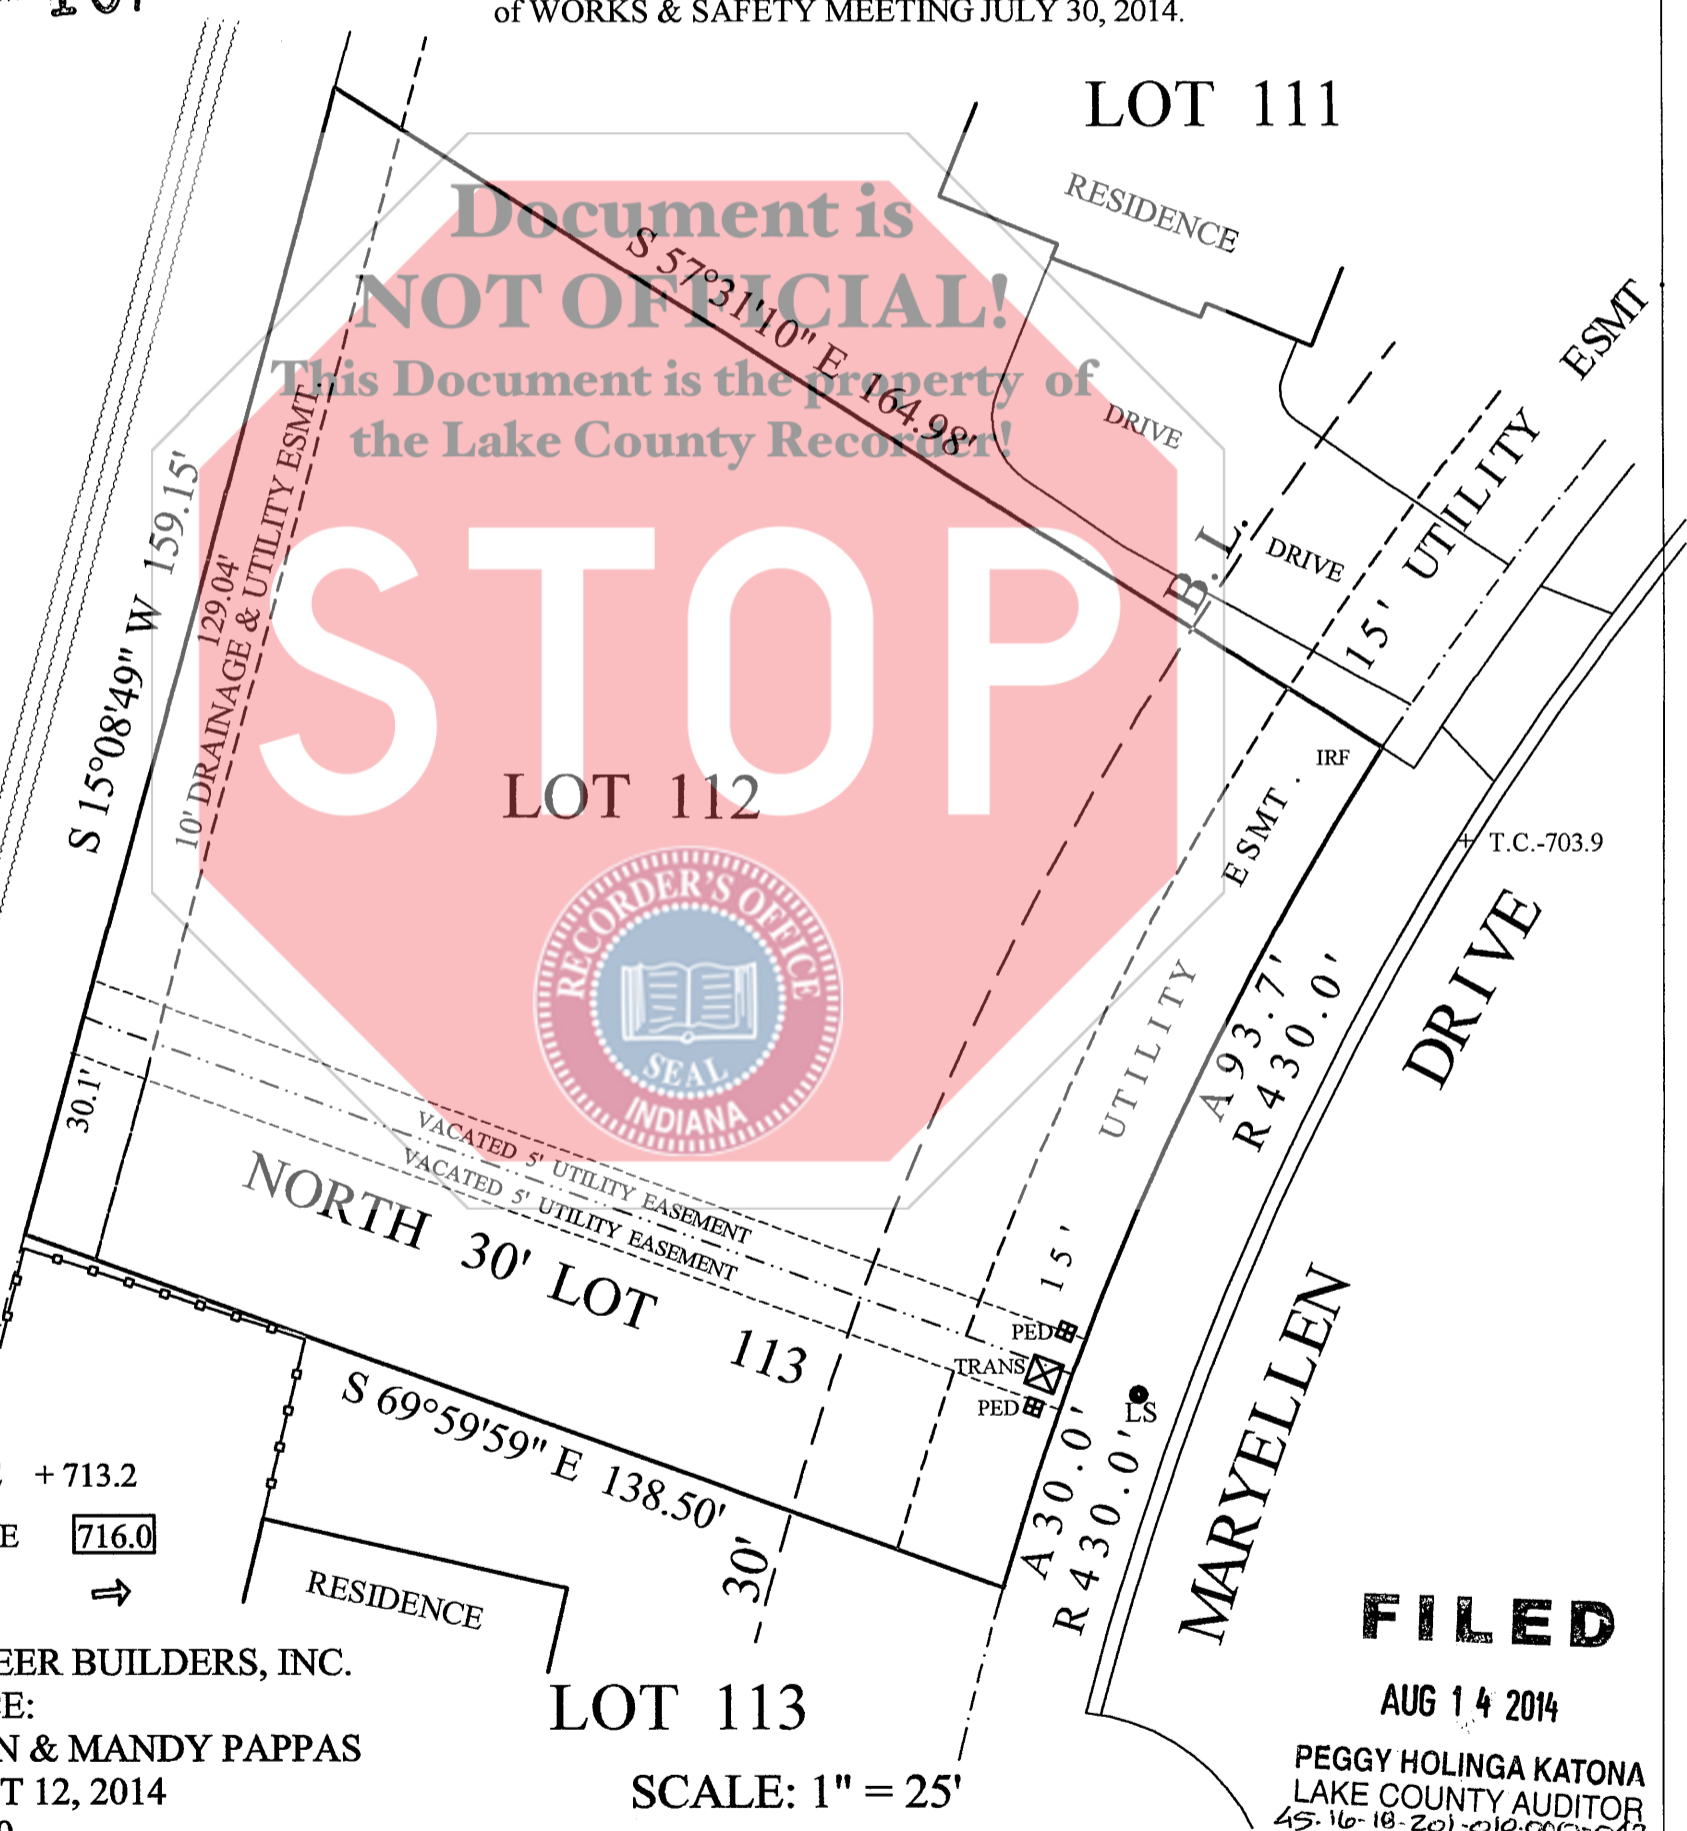 of WORKS & SAFETY MEETING JULY 30, 2014.
LOT 111
RESIDENCE
Document is
NOT OFFICIAL!
This Document is the property of
the Lake County Recorder!
STOP
S 57°31'10" E 164.98'
DRIVE
DRIVE
B.L.
15' UTILITY ESMT
S 15°08'49" W 159.15'
129.04'
10' DRAINAGE & UTILITY ESMT.
LOT 112
IRF
T.C.-703.9
RECORDER'S OFFICE
SEAL
INDIANA
15' UTILITY ESMT.
A 93.7'
R 430.0'
MARYELLEN DRIVE
30.1'
VACATED 5' UTILITY EASEMENT
VACATED 5' UTILITY EASEMENT
NORTH 30' LOT 113
PED
TRANS
PED
LS
S 69°59'59" E 138.50'
30'
A 30.0'
R 430.0'
+ 713.2
E 716.0
RESIDENCE
EER BUILDERS, INC.
E:
N & MANDY PAPPAS
T 12, 2014
LOT 113
SCALE: 1" = 25'
FILED
AUG 14 2014
PEGGY HOLINGA KATONA
LAKE COUNTY AUDITOR
45-16-18-201-010